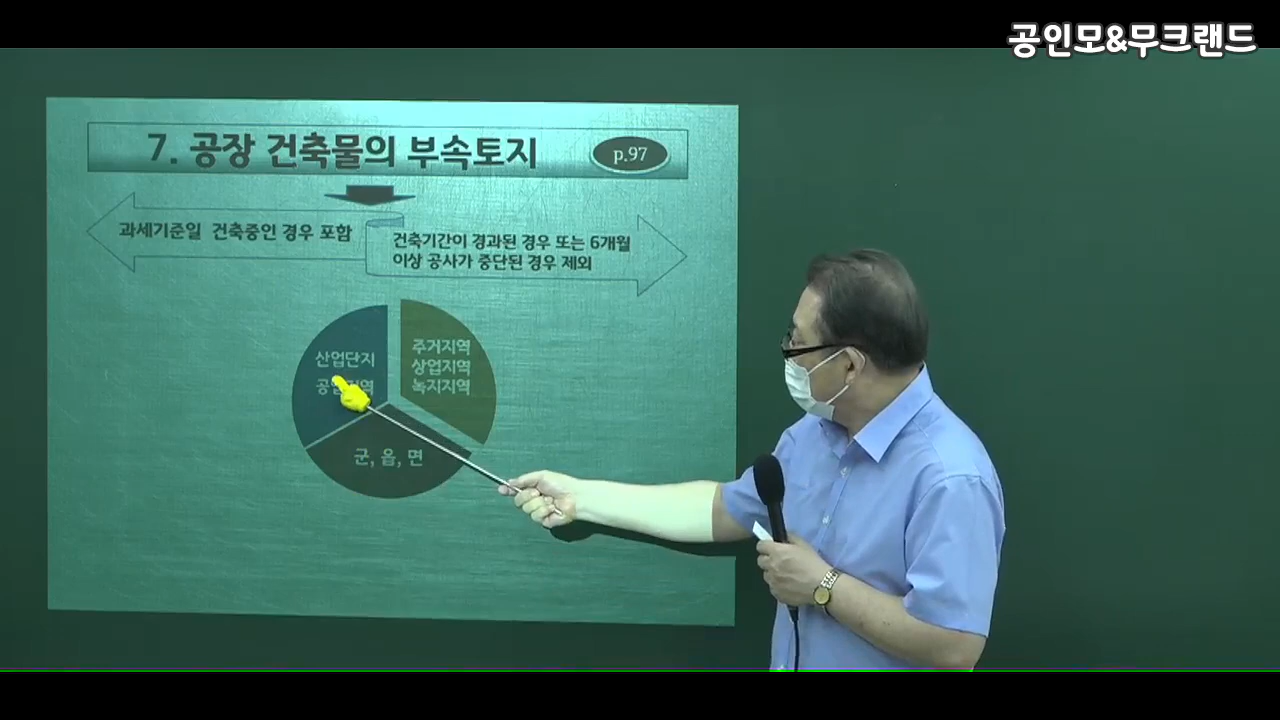 공인모&무크랜드
7. 공장 건축물의 부속토지
p.97
과세기준일 건축중인 경우 포함
건축기간이 경과된 경우 또는 6개월
이상 공사가 중단된 경우 제외
산업단지
주거지역
상업지역
녹지지역
군, 읍, 면